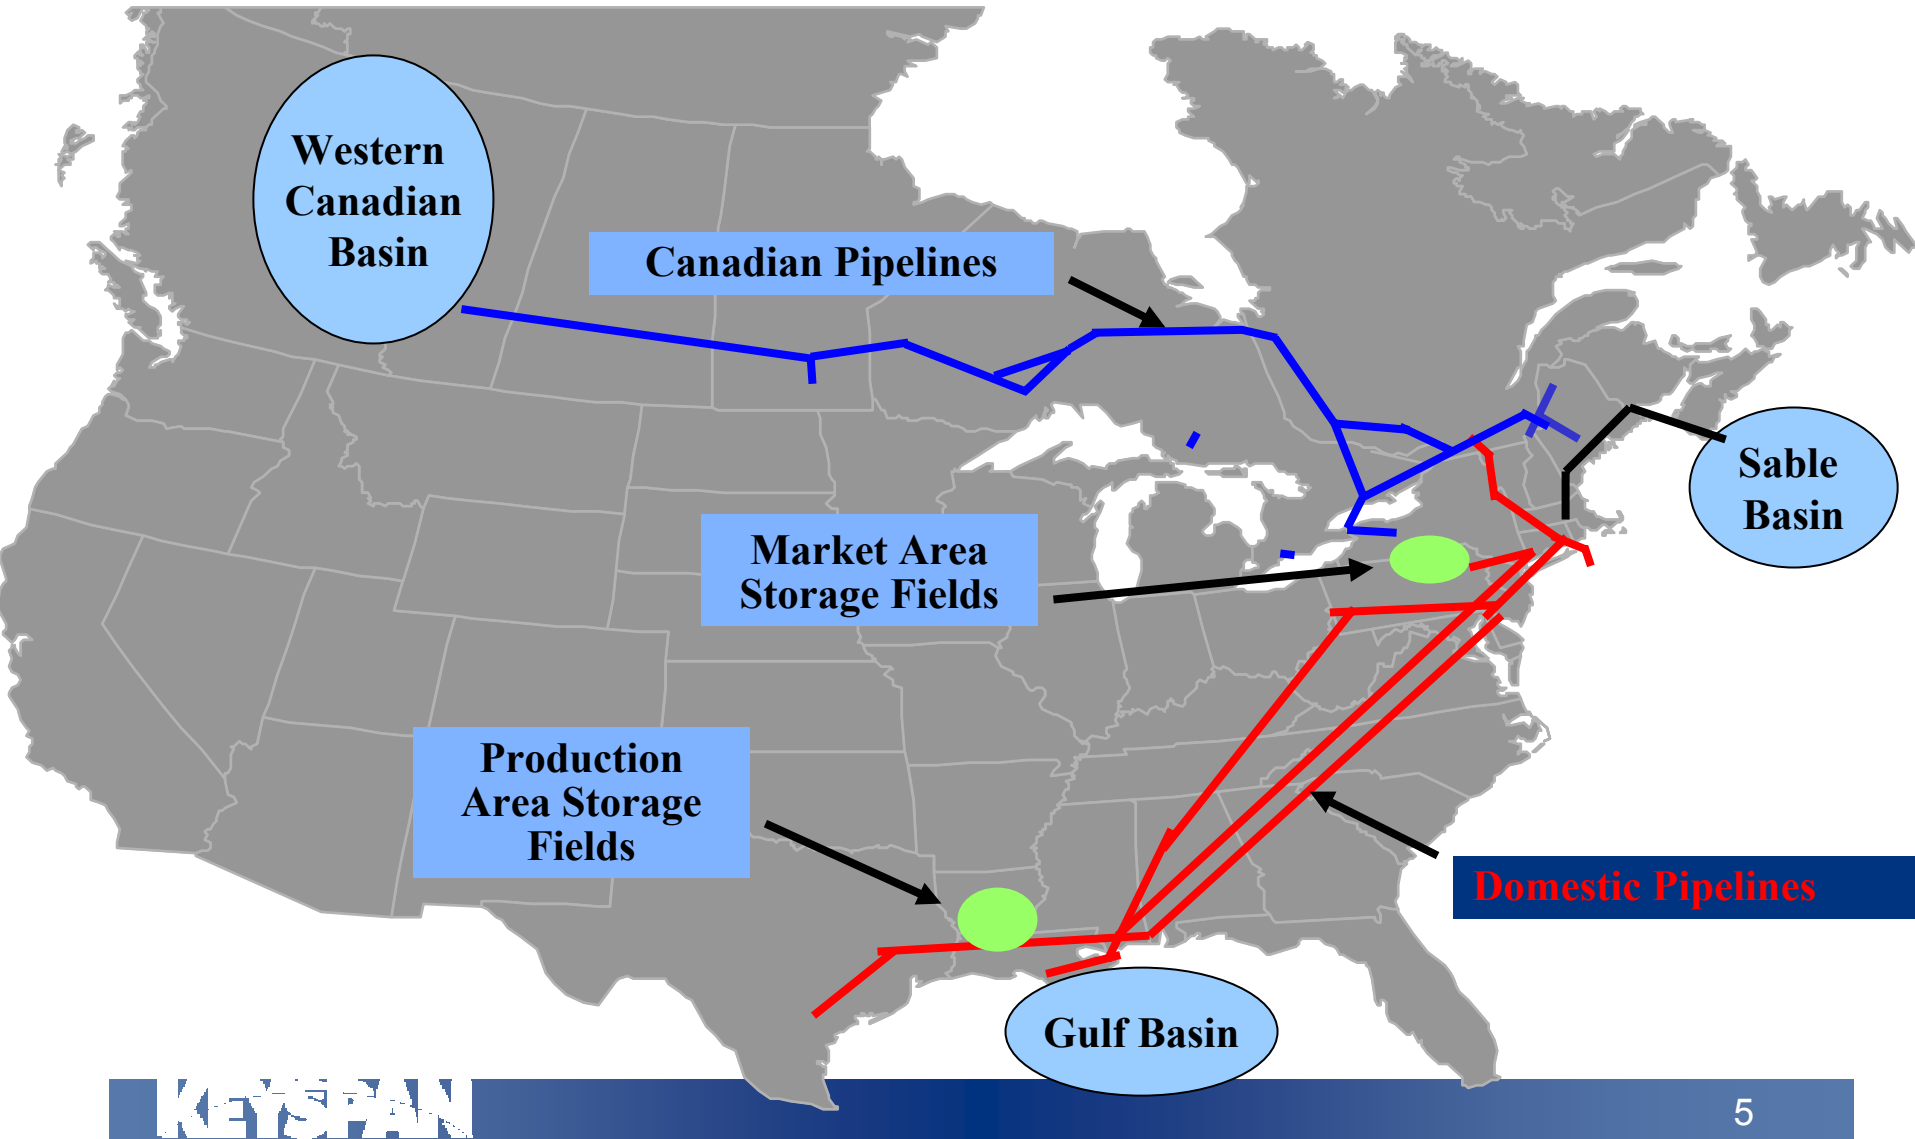 Western
Canadian
Basin
Canadian Pipelines
Sable
Basin
Market Area
Storage Fields
Production
Area Storage
Fields
Domestic Pipelines
Gulf Basin
KEYSPAN
5